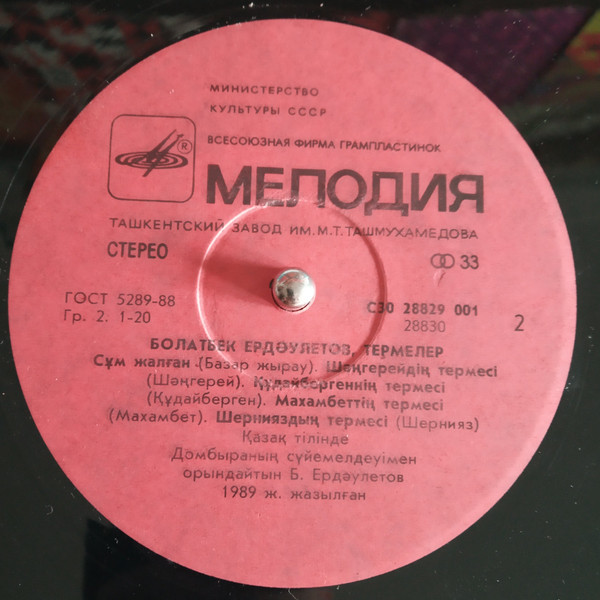 МИНИСТЕРСТВО
КУЛЬТУРЫ СССР
ВСЕСОЮЗНАЯ ФИРМА ГРАМПЛАСТИНОК
®
МЕЛОДИЯ
ТАШКЕНТСКИЙ ЗАВОД ИМ. М.Т. ТАШМУХАМЕДОВА
СТЕРЕО
33
ГОСТ 5289-88
Гр. 2. 1-20
С30 28829 001
28830
2
БОЛАТБЕК ЕРДӘУЛЕТОВ, ТЕРМЕЛЕР
Сұм жалған (Базар жырау). Шәңгерейдің термесі
(Шәңгерей). Құдайбергеннің термесі
(Құдайберген). Махамбеттің термесі
(Махамбет). Шернияздың термесі (Шернияз)
Қазақ тілінде
Домбыраның сүйемелдеуімен
орындайтын Б. Ердәулетов
1989 ж. жазылған